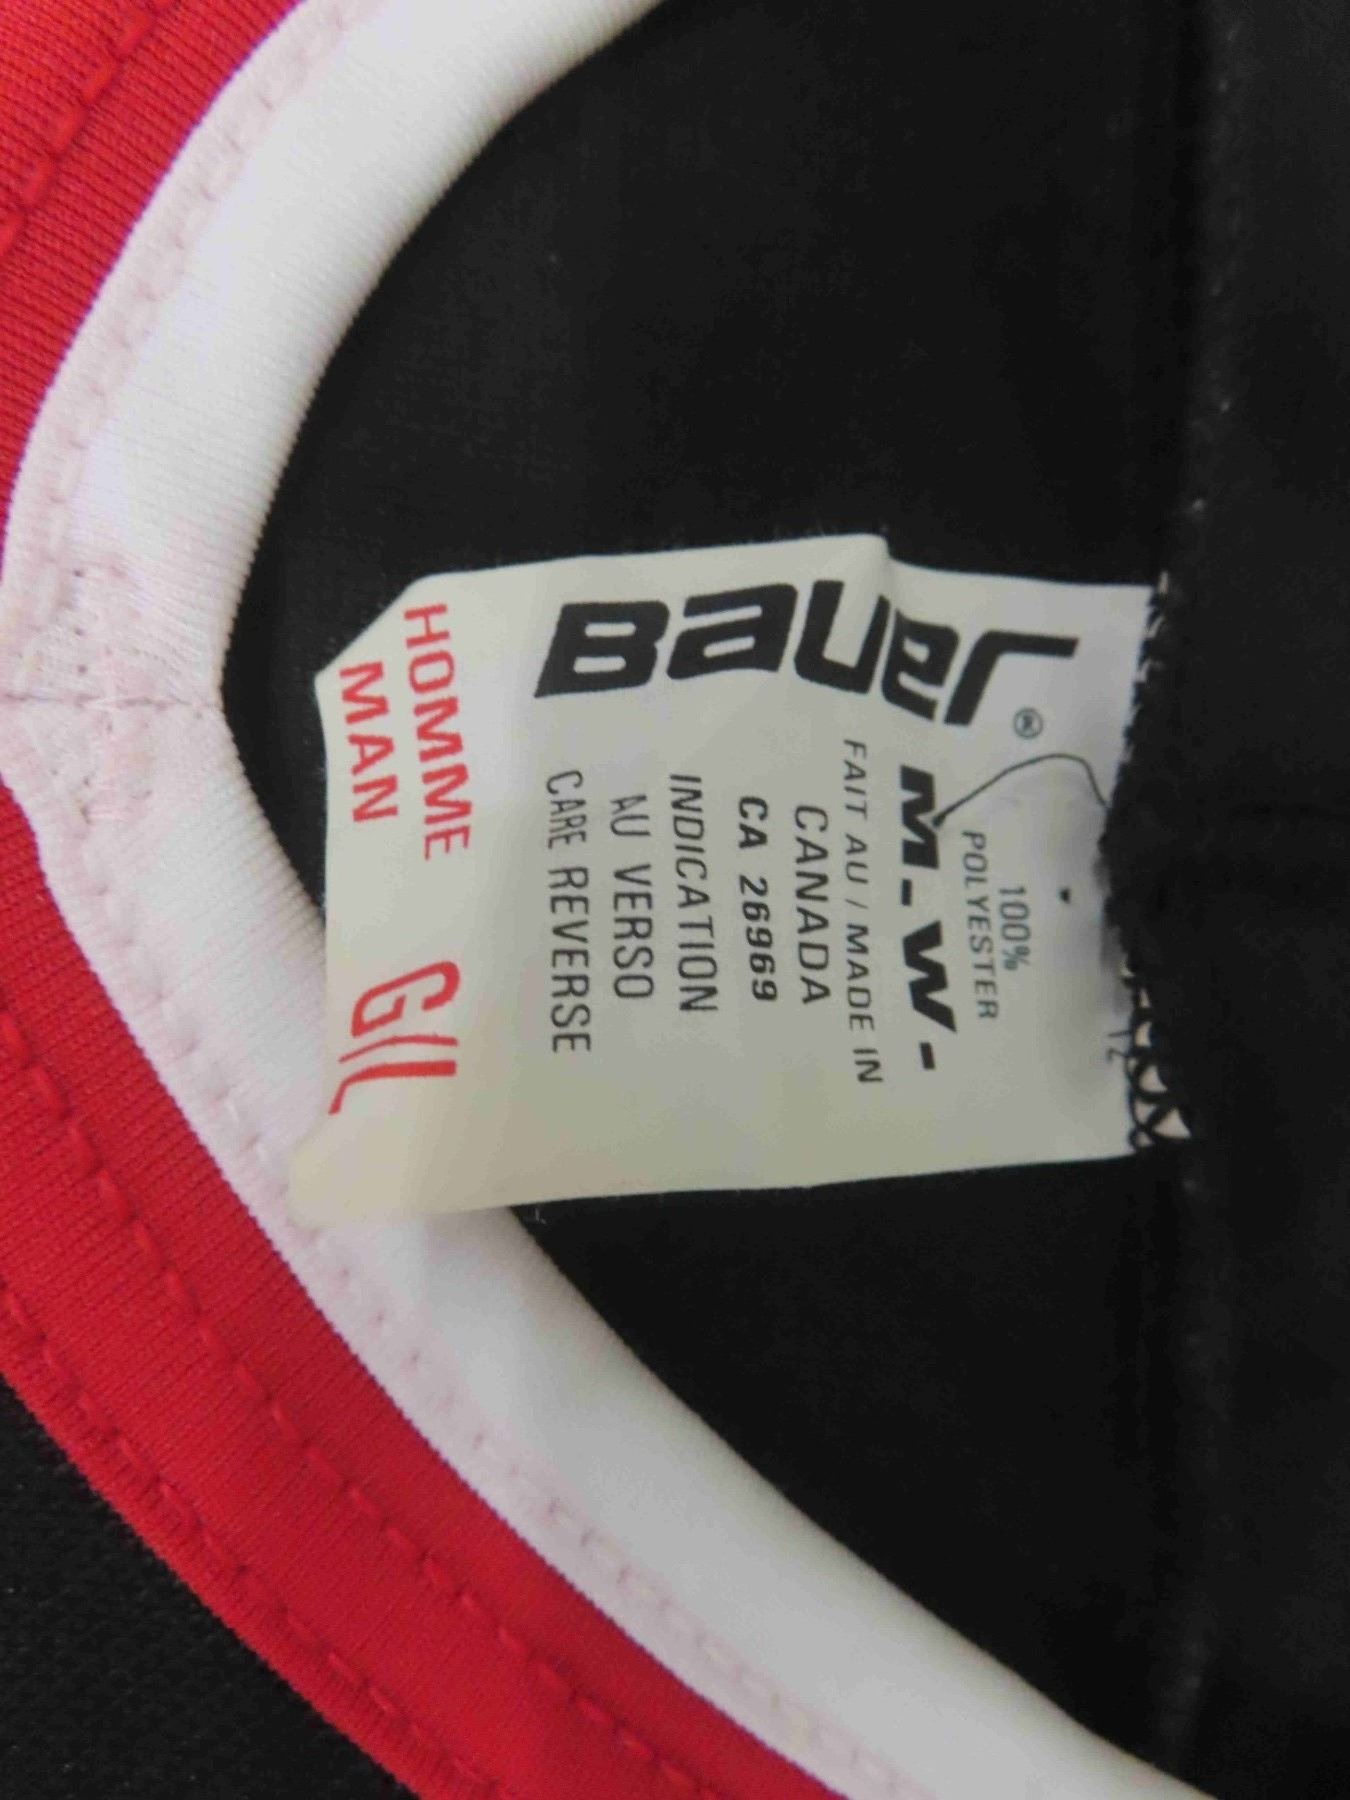 Bauer®
100%
POLYESTER
M.W.
FAIT AU / MADE IN
CANADA
CA 26969
INDICATION
AU VERSO
CARE REVERSE
HOMME
MAN
G/L